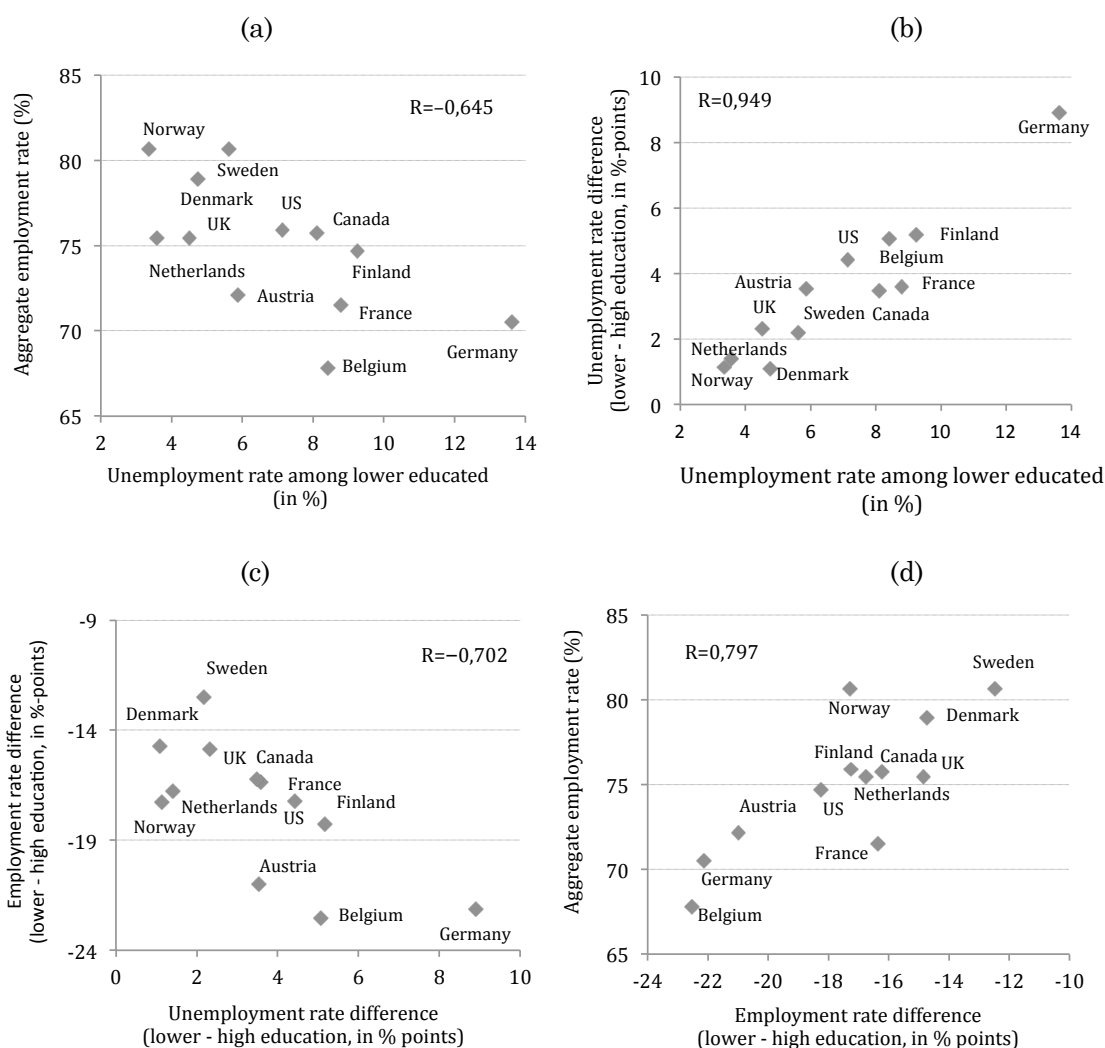 (a)
Aggregate employment rate (%)
85
80
75
70
65
R=−0,645
Norway
Sweden
Denmark
US
UK
Canada
Netherlands
Finland
Austria
France
Germany
Belgium
2 4 6 8 10 12 14
Unemployment rate among lower educated
(in %)
(b)
Unemployment rate difference
(lower - high education, in %-points)
10
8
6
4
2
0
R=0,949
Germany
US
Finland
Belgium
Austria
France
UK
Sweden
Canada
Netherlands
Norway
Denmark
2 4 6 8 10 12 14
Unemployment rate among lower educated
(in %)
(c)
Employment rate difference
(lower - high education, in %-points)
-9
-14
-19
-24
R=−0,702
Sweden
Denmark
UK
Canada
France
Netherlands
Finland
US
Norway
Austria
Belgium
Germany
0 2 4 6 8 10
Unemployment rate difference
(lower - high education, in % points)
(d)
Aggregate employment rate (%)
85
80
75
70
65
R=0,797
Sweden
Norway
Denmark
Finland
Canada
UK
Netherlands
US
Austria
France
Germany
Belgium
-24 -22 -20 -18 -16 -14 -12 -10
Employment rate difference
(lower - high education, in % points)